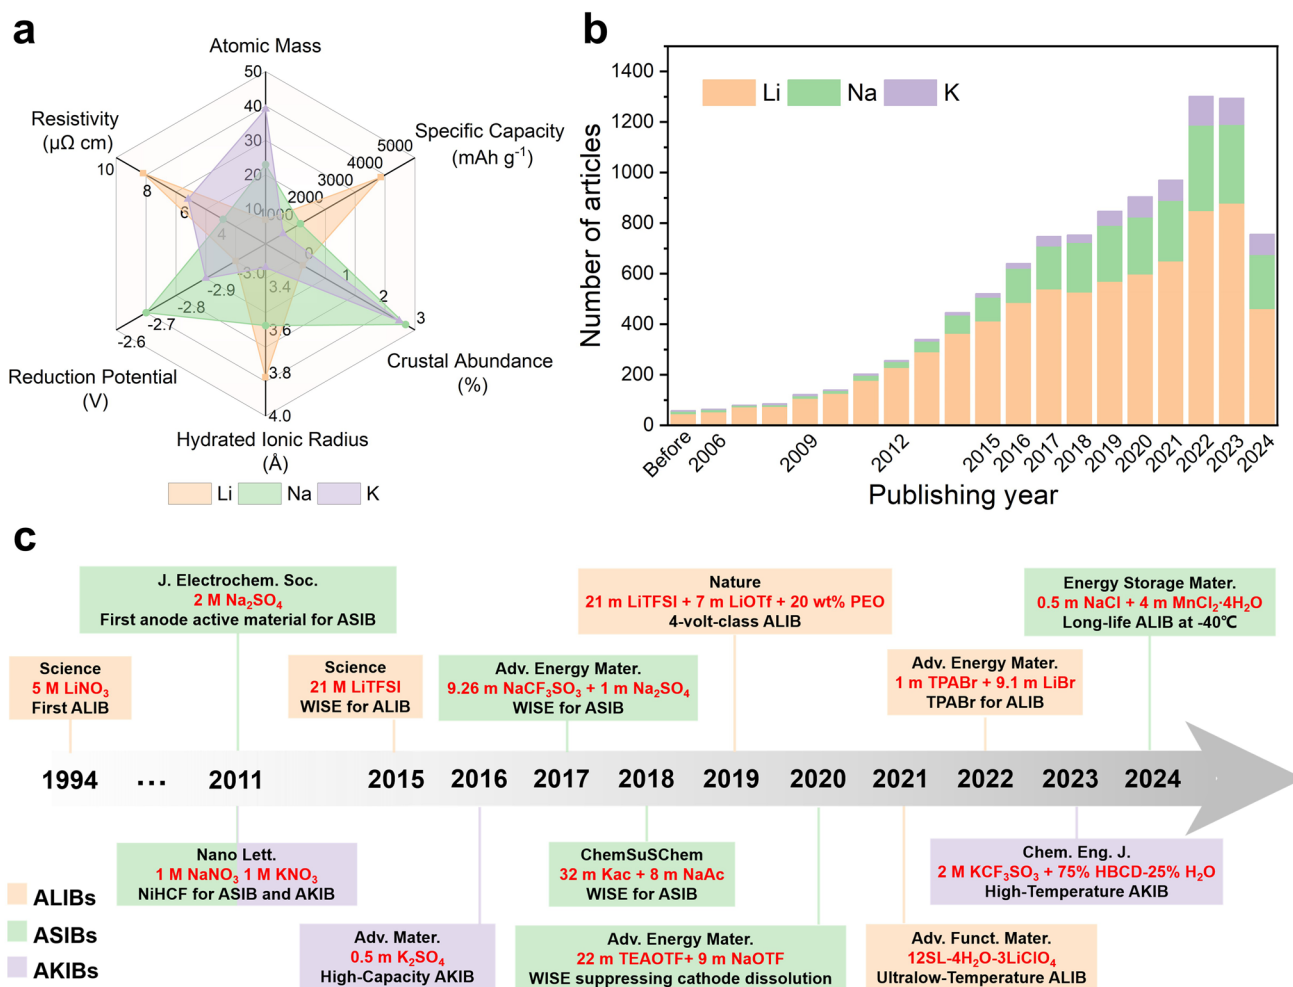 a
Atomic Mass
50
40
30
20
10
Specific Capacity
(mAh g⁻¹)
5000
4000
3000
2000
1000
Crustal Abundance
(%)
0
1
2
3
Hydrated Ionic Radius
(Å)
3.4
3.6
3.8
4.0
Reduction Potential
(V)
-3.0
-2.9
-2.8
-2.7
-2.6
Resistivity
(μΩ cm)
10
8
6
4
Li Na K
b
Number of articles
1400
1200
1000
800
600
400
200
0
Li Na K
Before 2006 2009 2012 2015 2016 2017 2018 2019 2020 2021 2022 2023 2024
Publishing year
c
J. Electrochem. Soc.
2 M Na₂SO₄
First anode active material for ASIB
Nature
21 m LiTFSI + 7 m LiOTf + 20 wt% PEO
4-volt-class ALIB
Energy Storage Mater.
0.5 m NaCl + 4 m MnCl₂·4H₂O
Long-life ALIB at -40℃
Science
5 M LiNO₃
First ALIB
Science
21 M LiTFSI
WISE for ALIB
Adv. Energy Mater.
9.26 m NaCF₃SO₃ + 1 m Na₂SO₄
WISE for ASIB
Adv. Energy Mater.
1 m TPABr + 9.1 m LiBr
TPABr for ALIB
1994 ... 2011 2015 2016 2017 2018 2019 2020 2021 2022 2023 2024
Nano Lett.
1 M NaNO₃ 1 M KNO₃
NiHCF for ASIB and AKIB
ChemSuSChem
32 m Kac + 8 m NaAc
WISE for ASIB
Chem. Eng. J.
2 M KCF₃SO₃ + 75% HBCD-25% H₂O
High-Temperature AKIB
Adv. Mater.
0.5 m K₂SO₄
High-Capacity AKIB
Adv. Energy Mater.
22 m TEAOTF+ 9 m NaOTF
WISE suppressing cathode dissolution
Adv. Funct. Mater.
12SL-4H₂O-3LiClO₄
Ultralow-Temperature ALIB
ALIBs
ASIBs
AKIBs